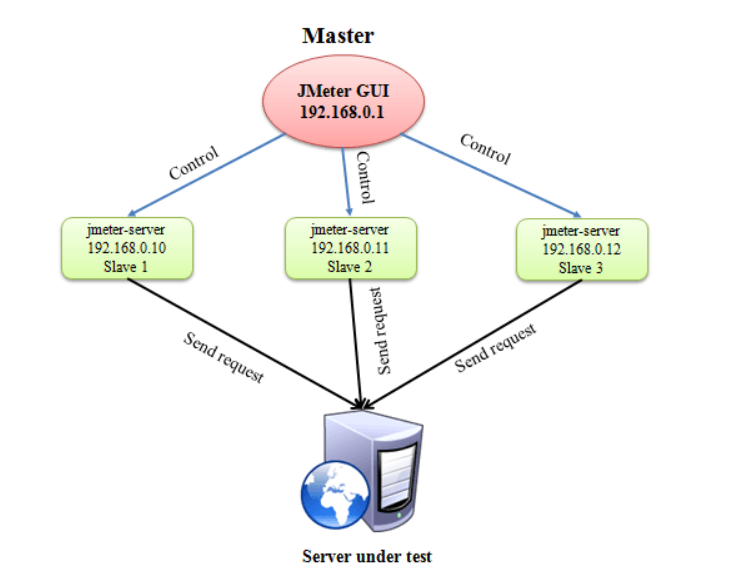 Master
JMeter GUI
192.168.0.1
Control
Control
Control
jmeter-server
192.168.0.10
Slave 1
jmeter-server
192.168.0.11
Slave 2
jmeter-server
192.168.0.12
Slave 3
Send request
Send request
Send request
Server under test